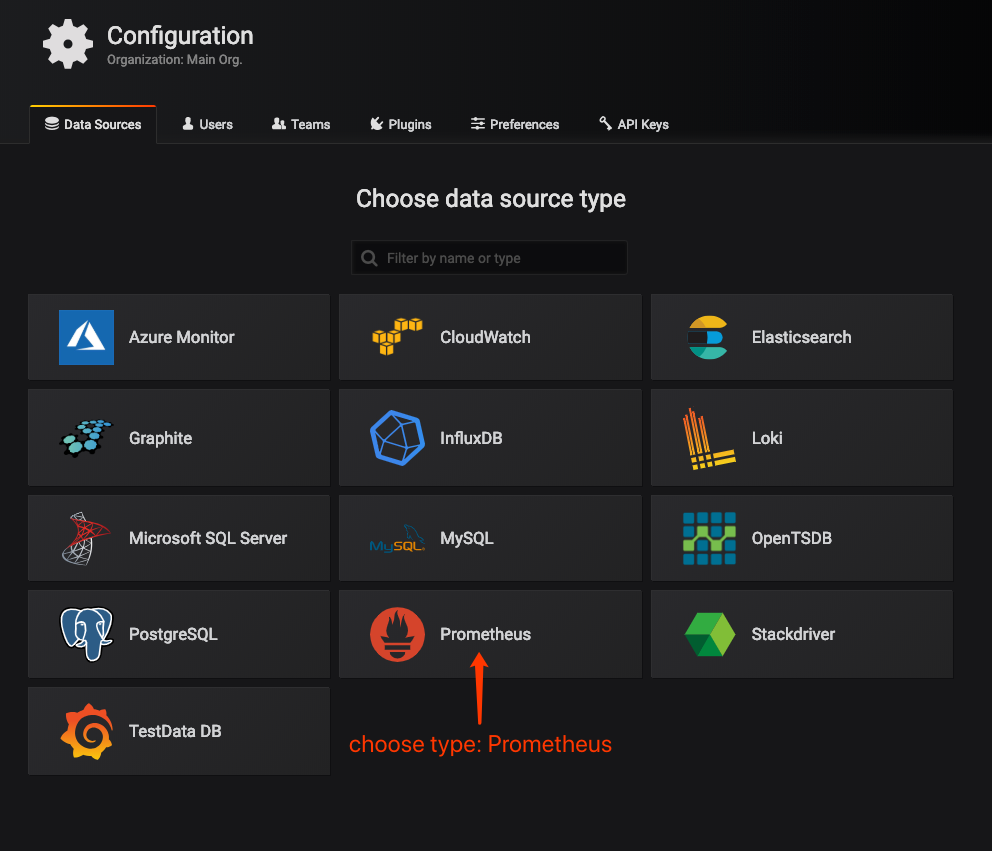 Configuration
Organization: Main Org.
Data Sources Users Teams Plugins Preferences API Keys
Choose data source type
Filter by name or type
Azure Monitor CloudWatch Elasticsearch
Graphite InfluxDB Loki
Microsoft SQL Server MySQL MySQL OpenTSDB
PostgreSQL Prometheus Stackdriver
TestData DB
choose type: Prometheus